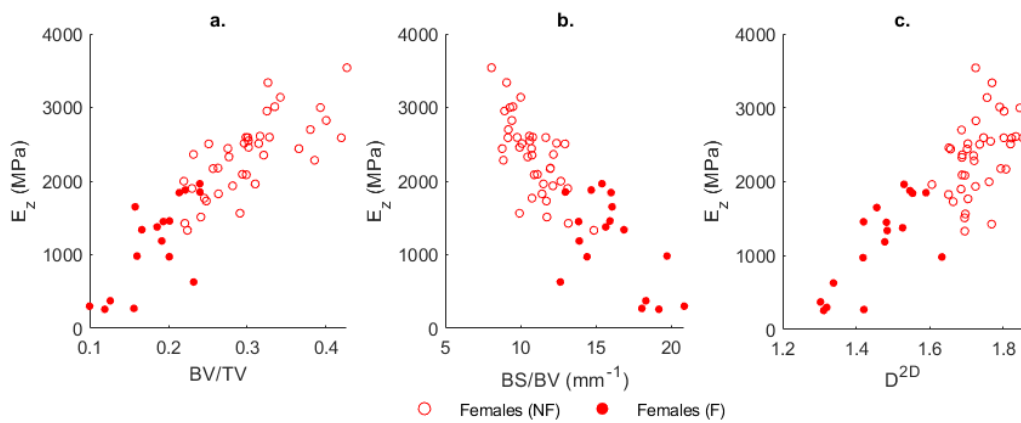 a.
b.
c.
4000
3000
2000
1000
0
E_z (MPa)
0.1 0.2 0.3 0.4
BV/TV
4000
3000
2000
1000
0
E_z (MPa)
5 10 15 20
BS/BV (mm^-1)
4000
3000
2000
1000
0
E_z (MPa)
1.2 1.4 1.6 1.8
D^2D
Females (NF) Females (F)